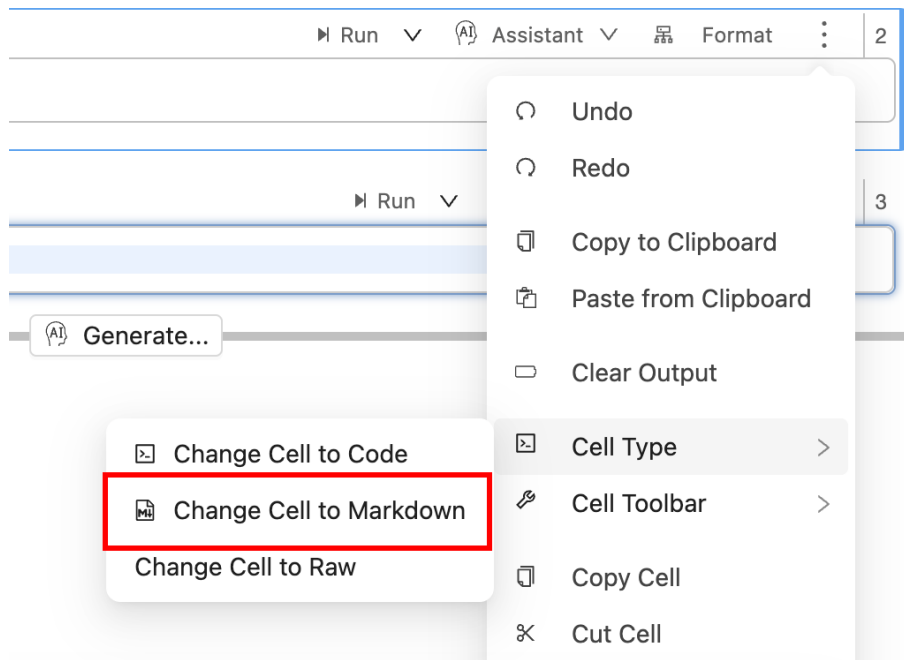 Run
Assistant
Format
2
Undo
Redo
Run
3
Copy to Clipboard
Paste from Clipboard
Generate...
Clear Output
Cell Type
Change Cell to Code
Change Cell to Markdown
Change Cell to Raw
Cell Toolbar
Copy Cell
Cut Cell